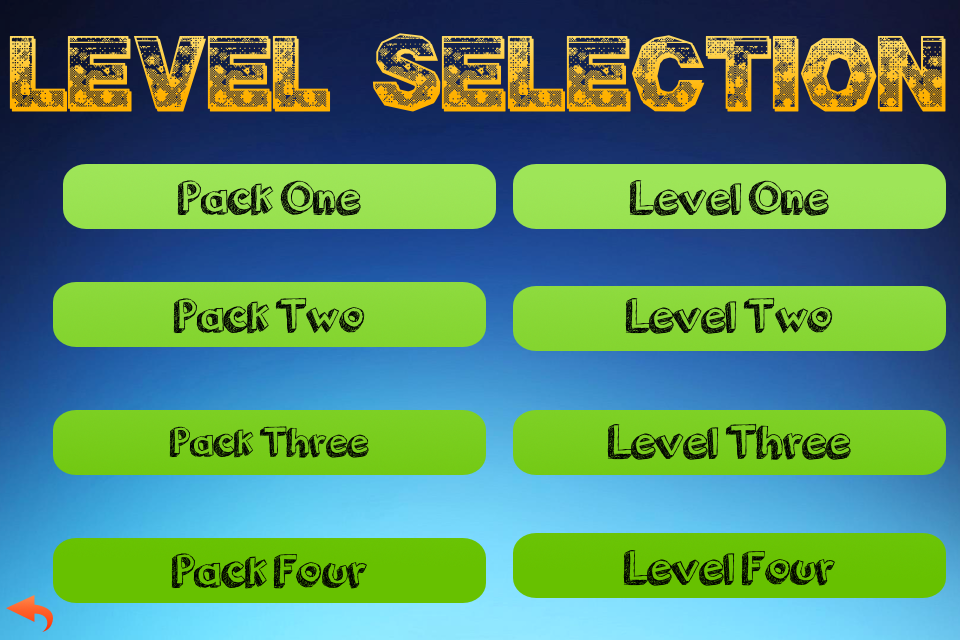 LEVEL SELECTION
Pack One
Level One
Pack Two
Level Two
Pack Three
Level Three
Pack Four
Level Four